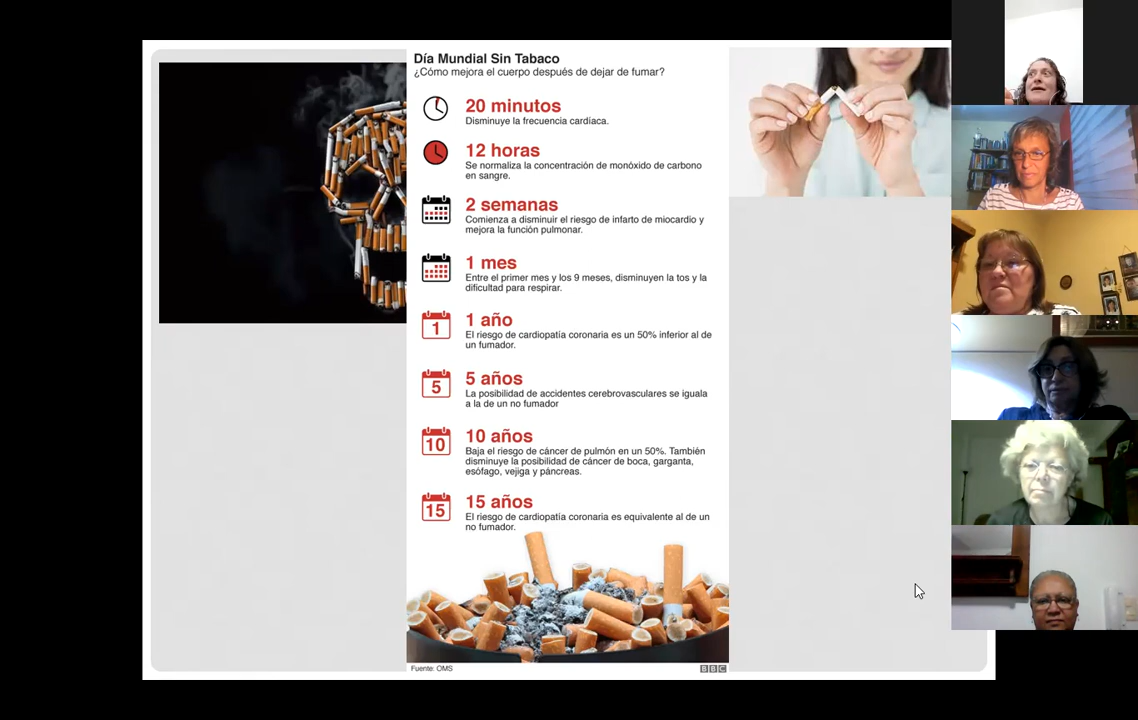 Día Mundial Sin Tabaco
¿Cómo mejora el cuerpo después de dejar de fumar?
20 minutos
Disminuye la frecuencia cardíaca.
12 horas
Se normaliza la concentración de monóxido de carbono
en sangre.
2 semanas
Comienza a disminuir el riesgo de infarto de miocardio y
mejora la función pulmonar.
1 mes
Entre el primer mes y los 9 meses, disminuyen la tos y la
dificultad para respirar.
1
1 año
El riesgo de cardiopatía coronaria es un 50% inferior al de
un fumador.
5
5 años
La posibilidad de accidentes cerebrovasculares se iguala
a la de un no fumador
10
10 años
Baja el riesgo de cáncer de pulmón en un 50%. También
disminuye la posibilidad de cáncer de boca, garganta,
esófago, vejiga y páncreas.
15
15 años
El riesgo de cardiopatía coronaria es equivalente al de un
no fumador.
Fuente: OMS
BBC